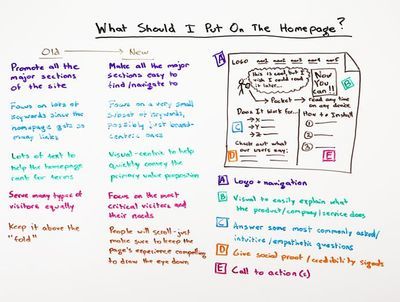 What Should I Put On The Homepage?
Old
New
Promote all the
major sections
of the site
Make all the major
sections easy to
find/navigate to
Focus on lots of
keywords since the
homepage gets so
many links
Focus on a very small
subset of keywords,
possibly just brand-
centric ones
Lots of text to
help the homepage
rank for terms
Visual-centric to help
quickly convey the
primary value proposition
Serve many types of
visitors equally
Focus on the most
critical visitors and
their needs
Keep it above the
"fold"
People will scroll-just
make sure to keep the
page's experience compelling
to draw the eye down
A
LOGO
This is cool, but I
wish I could read
it later...
Now
You
Can!!
B
Pocket
read any time
on any device
Does It Work For...
C
→X
→Y
→Z
How to Install
1
2
3
Check out what
our users say:
D
E
A Logo + navigation
B Visual to easily explain what
the product/company/service does
C Answer some most commonly asked/
intuitive/empathetic questions
D Give social proof/credibility signals
E Call to action(s)